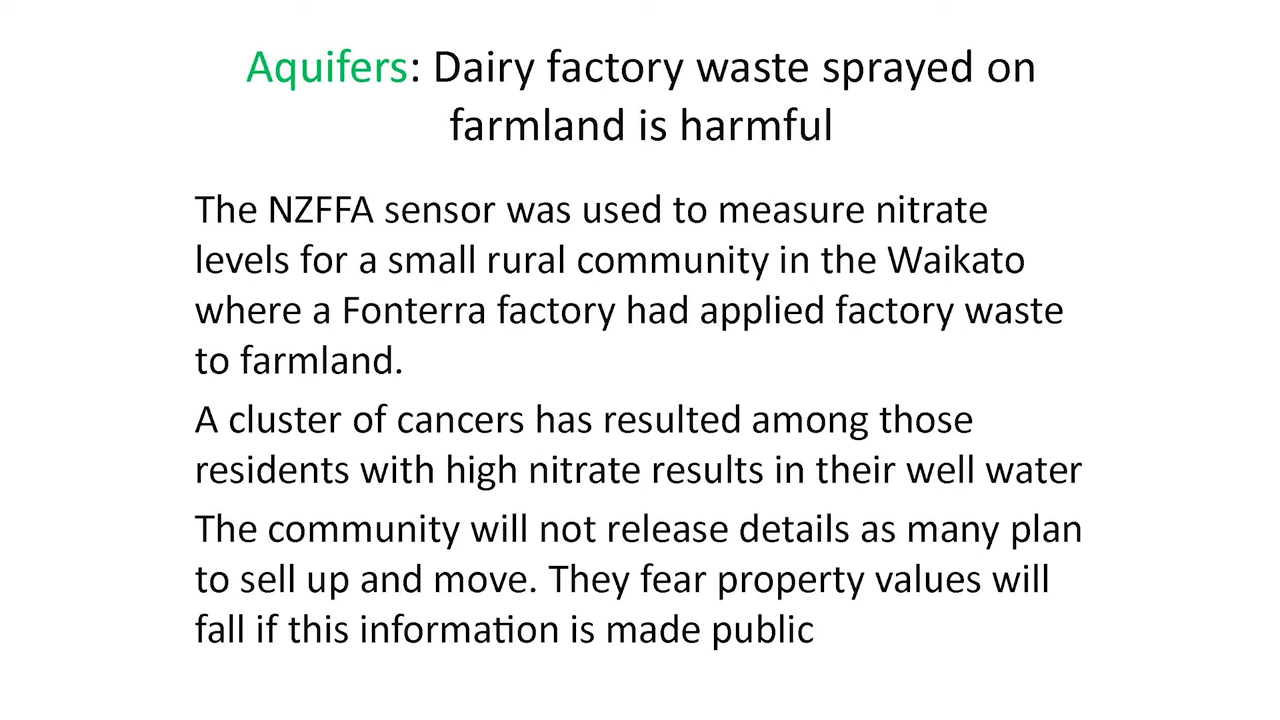 Aquifers: Dairy factory waste sprayed on
farmland is harmful
The NZFFA sensor was used to measure nitrate
levels for a small rural community in the Waikato
where a Fonterra factory had applied factory waste
to farmland.
A cluster of cancers has resulted among those
residents with high nitrate results in their well water
The community will not release details as many plan
to sell up and move. They fear property values will
fall if this information is made public